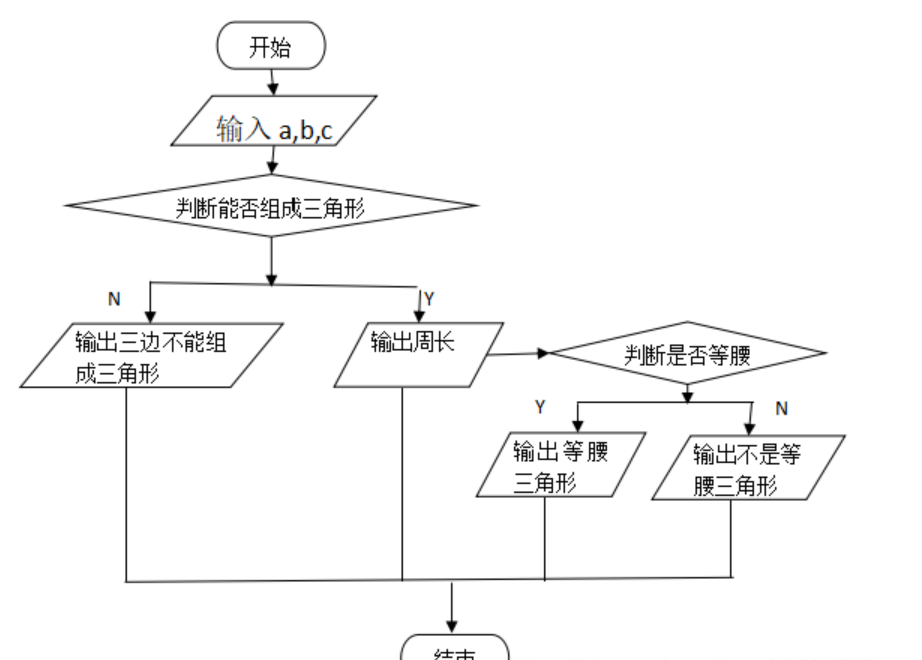 开始
输入 a,b,c
判断能否组成三角形
N
Y
输出三边不能组
成三角形
输出周长
判断是否等腰
Y
N
输出等腰
三角形
输出不是等
腰三角形
结束